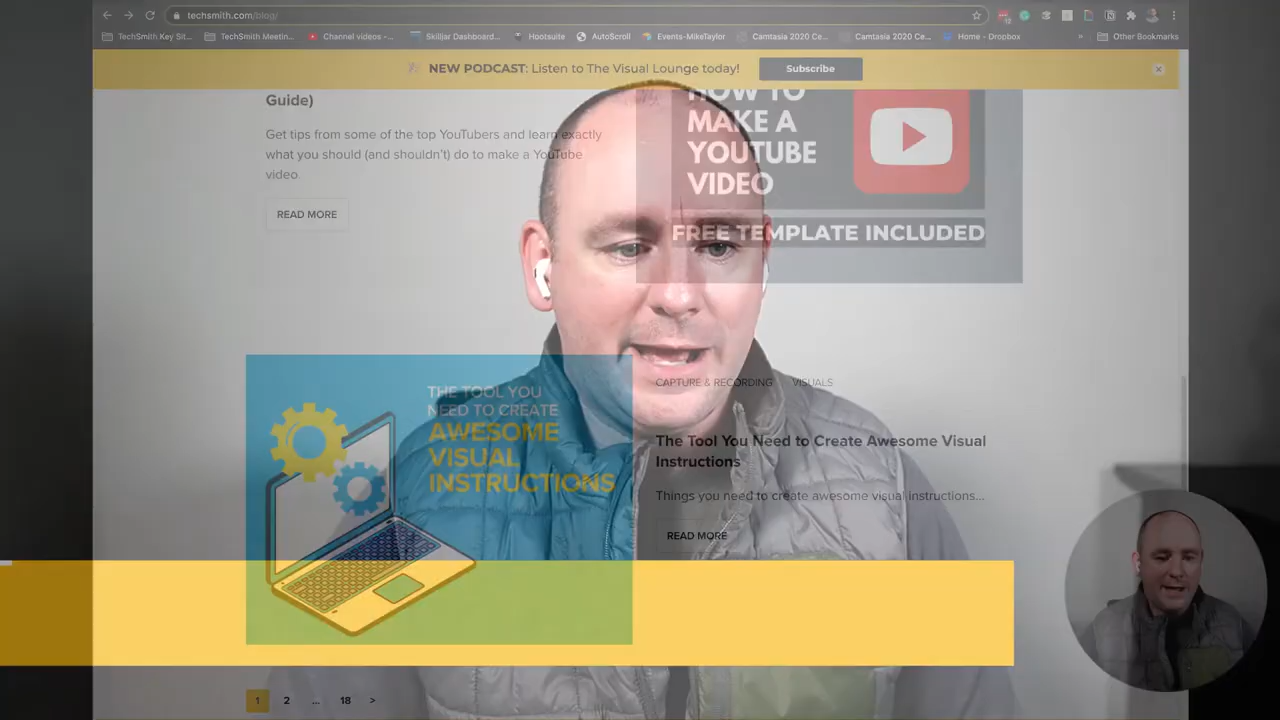 techsmith.com/blog/
TechSmith Key Sit...
TechSmith Meetin...
Channel videos -...
Skilljar Dashboard...
Hootsuite
AutoScroll
Events-MikeTaylor
Camtasia 2020 Ce...
Camtasia 2020 Ce...
Home - Dropbox
»
Other Bookmarks
NEW PODCAST: Listen to The Visual Lounge today!
Subscribe
Guide)
Get tips from some of the top YouTubers and learn exactly
what you should (and shouldn't) do to make a YouTube
video.
READ MORE
HOW TO
MAKE A
YOUTUBE
VIDEO
FREE TEMPLATE INCLUDED
THE TOOL YOU
NEED TO CREATE
AWESOME
VISUAL
INSTRUCTIONS
CAPTURE & RECORDING
VISUALS
The Tool You Need to Create Awesome Visual
Instructions
Things you need to create awesome visual instructions...
READ MORE
1 2 ... 18 >